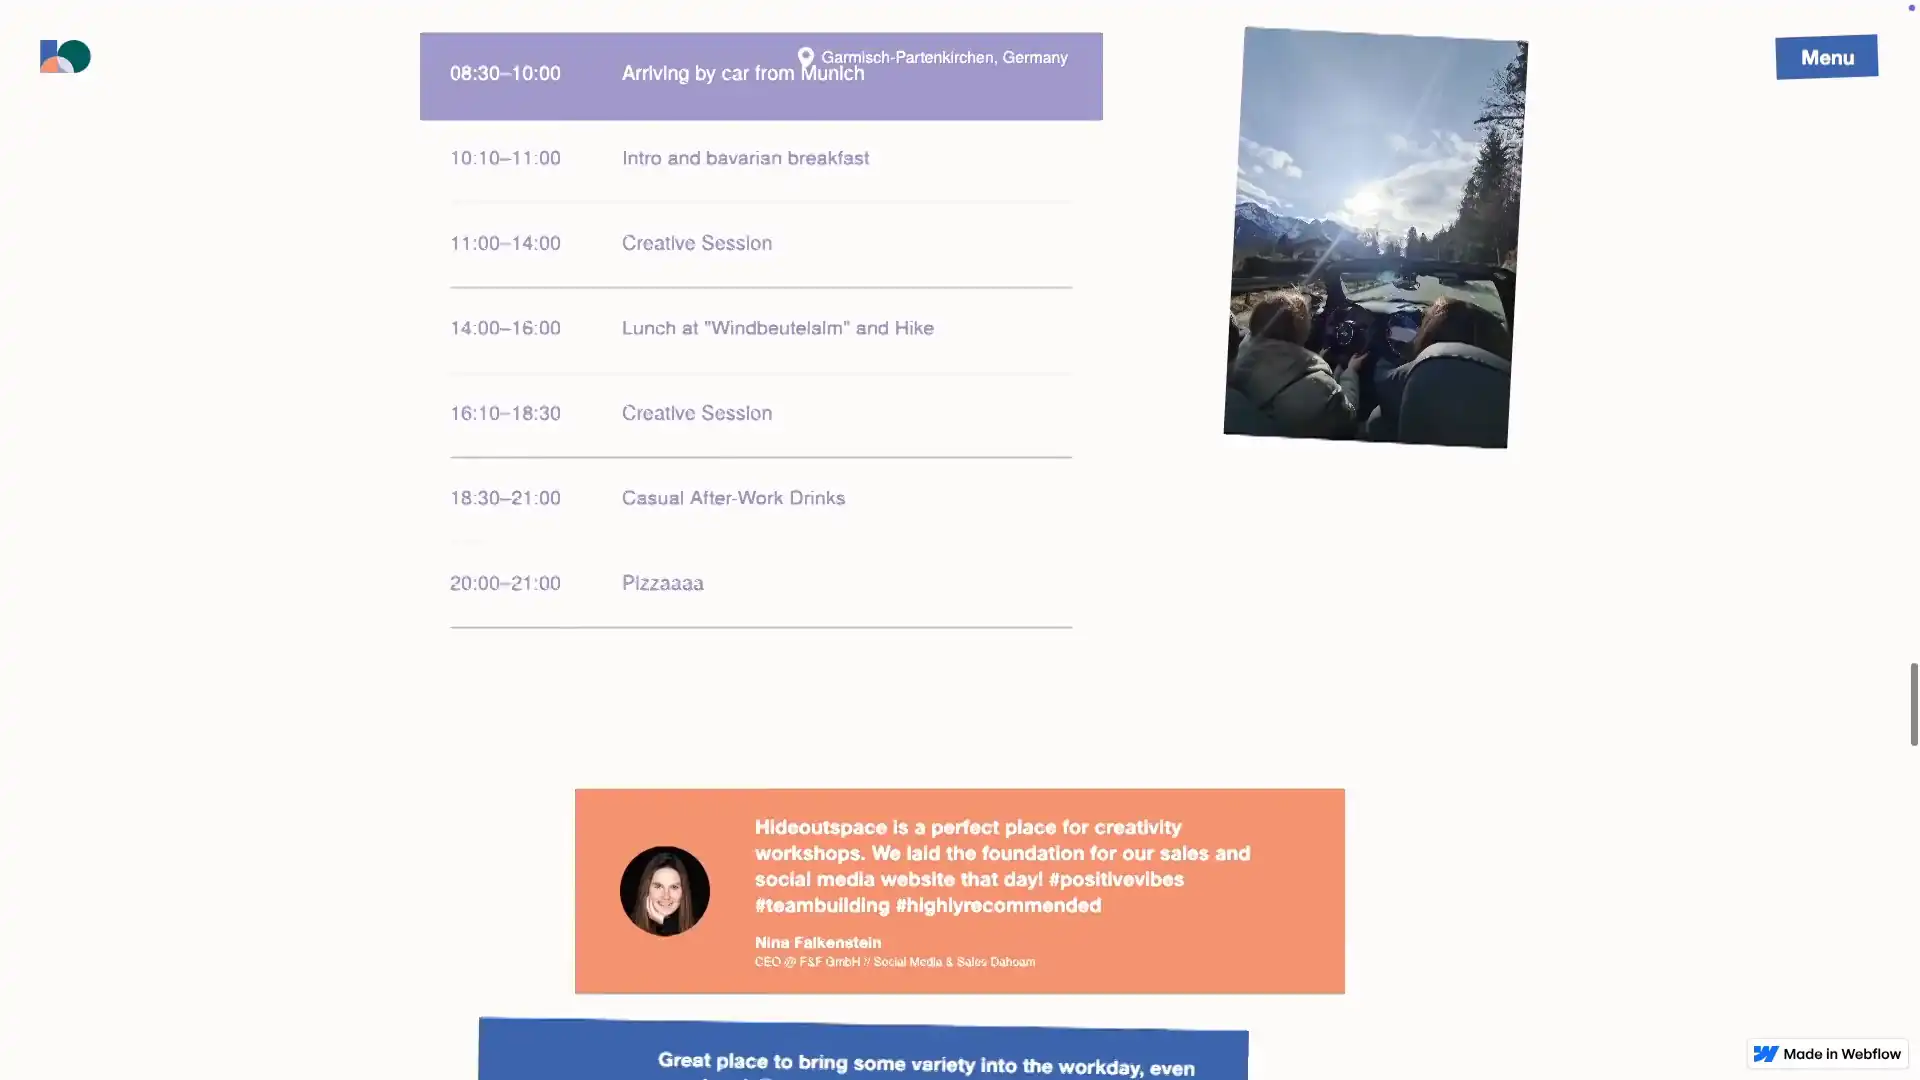 Menu
Garmisch-Partenkirchen, Germany
08:30–10:00 Arriving by car from Munich
10:10–11:00 Intro and bavarian breakfast
11:00–14:00 Creative Session
14:00–16:00 Lunch at "Windbeutelalm" and Hike
16:10–18:30 Creative Session
18:30–21:00 Casual After-Work Drinks
20:00–21:00 Pizzaaaa
Hideoutspace is a perfect place for creativity
workshops. We laid the foundation for our sales and
social media website that day! #positivevibes
#teambuilding #highlyrecommended
Nina Falkenstein
CEO @ F&F GmbH // Social Media & Sales Dahoam
Great place to bring some variety into the workday, even
Made in Webflow